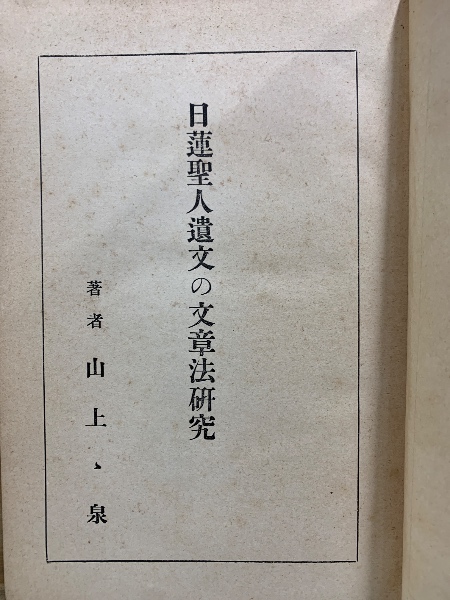 日蓮聖人遺文の文章法研究
著者 山上ゝ泉